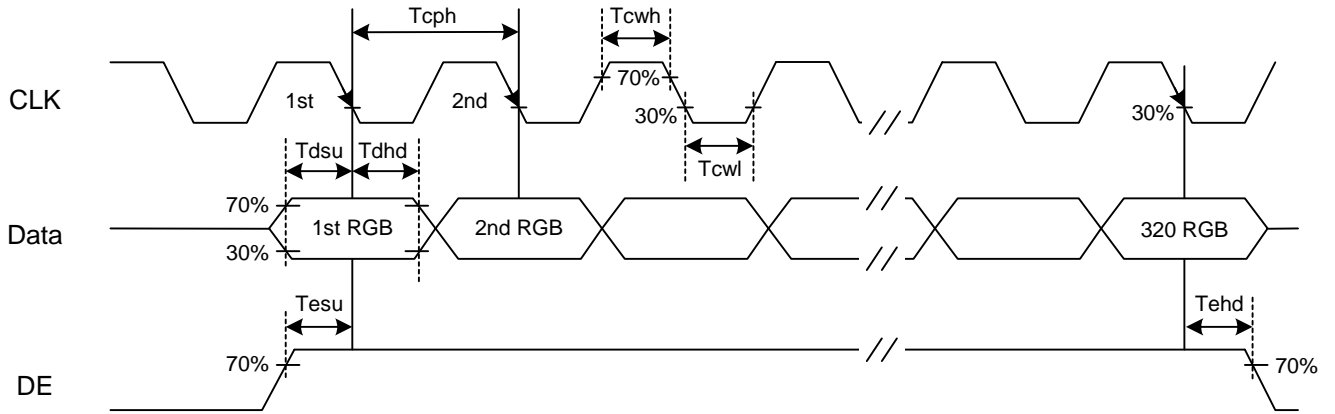 Tcph
Tcwh
CLK
1st
2nd
70%
30%
30%
Tdsu
Tdhd
Tcwl
Data
70%
30%
1st RGB
2nd RGB
320 RGB
Tesu
Tehd
DE
70%
70%